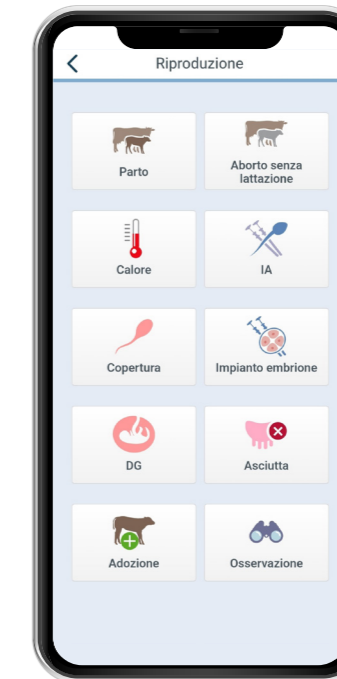 Riproduzione
Parto
Aborto senza
lattazione
Calore
IA
Copertura
Impianto embrione
DG
Asciutta
Adozione
Osservazione